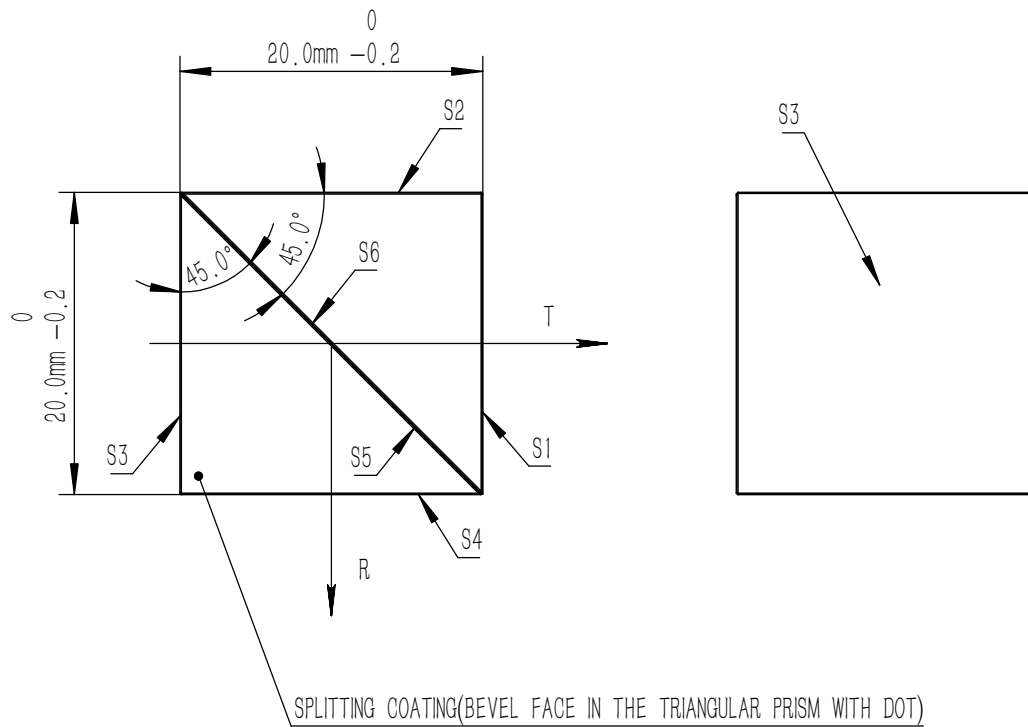 0
20.0mm -0.2
S2
S3
45.0°
45.0°
S6
0
20.0mm -0.2
T
S3
S5
S1
S4
R
SPLITTING COATING(BEVEL FACE IN THE TRIANGULAR PRISM WITH DOT)